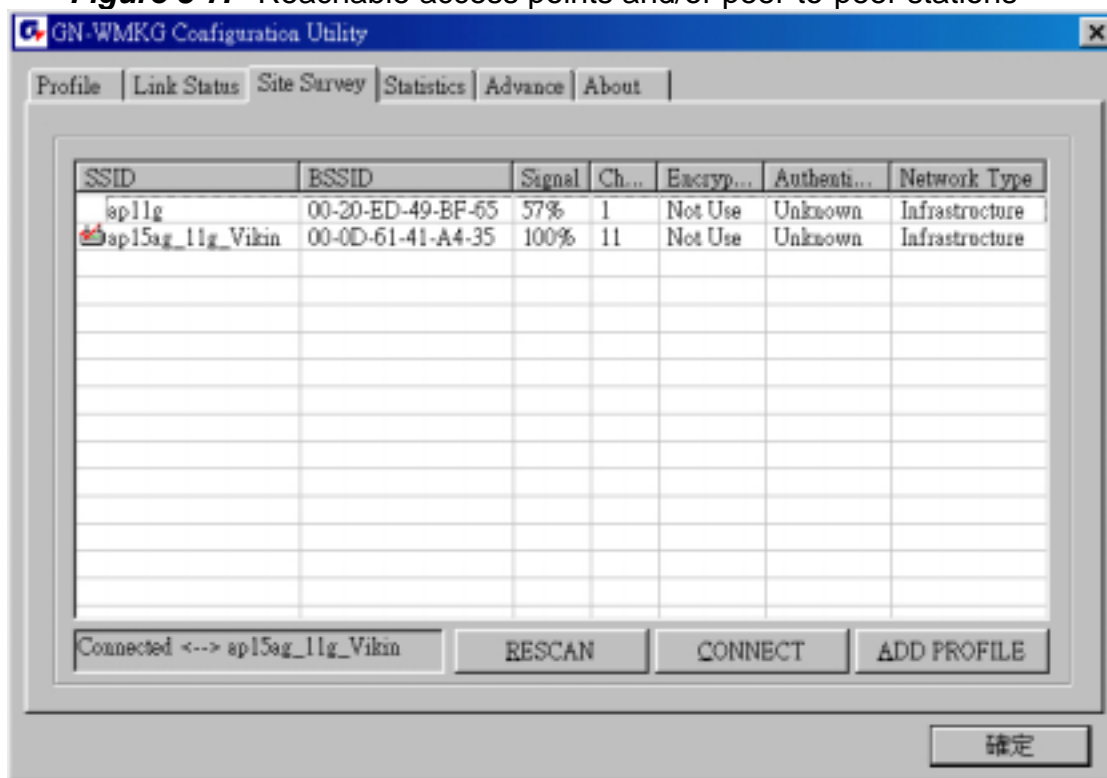 Reachable access points and/or peer to peer stations
GN-WMKG Configuration Utility
Profile Link Status Site Survey Statistics Advance About
SSID BSSID Signal Ch... Encryp... Authenti... Network Type
ap11g 00-20-ED-49-BF-65 57% 1 Not Use Unknown Infrastructure
ap15ag_11g_Vikin 00-0D-61-41-A4-35 100% 11 Not Use Unknown Infrastructure
Connected <--> ap15ag_11g_Vikin RESCAN CONNECT ADD PROFILE
確定